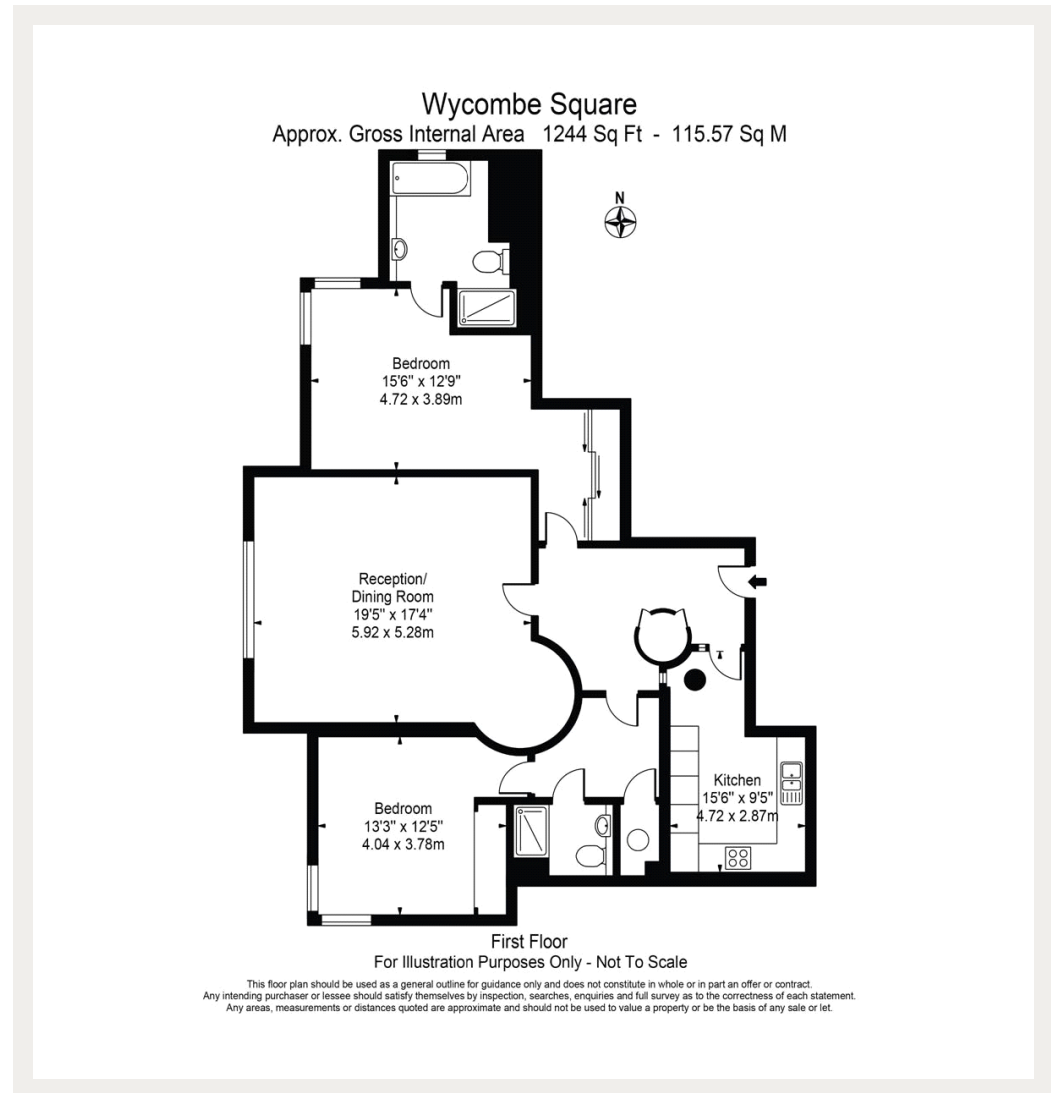 Wycombe Square
Approx. Gross Internal Area 1244 Sq Ft - 115.57 Sq M
N
Bedroom
15'6" x 12'9"
4.72 x 3.89m
Reception/
Dining Room
19'5" x 17'4"
5.92 x 5.28m
Kitchen
15'6" x 9'5"
4.72 x 2.87m
Bedroom
13'3" x 12'5"
4.04 x 3.78m
First Floor
For Illustration Purposes Only - Not To Scale
This floor plan should be used as a general outline for guidance only and does not constitute in whole or in part an offer or contract.
Any intending purchaser or lessee should satisfy themselves by inspection, searches, enquiries and full survey as to the correctness of each statement.
Any areas, measurements or distances quoted are approximate and should not be used to value a property or be the basis of any sale or let.